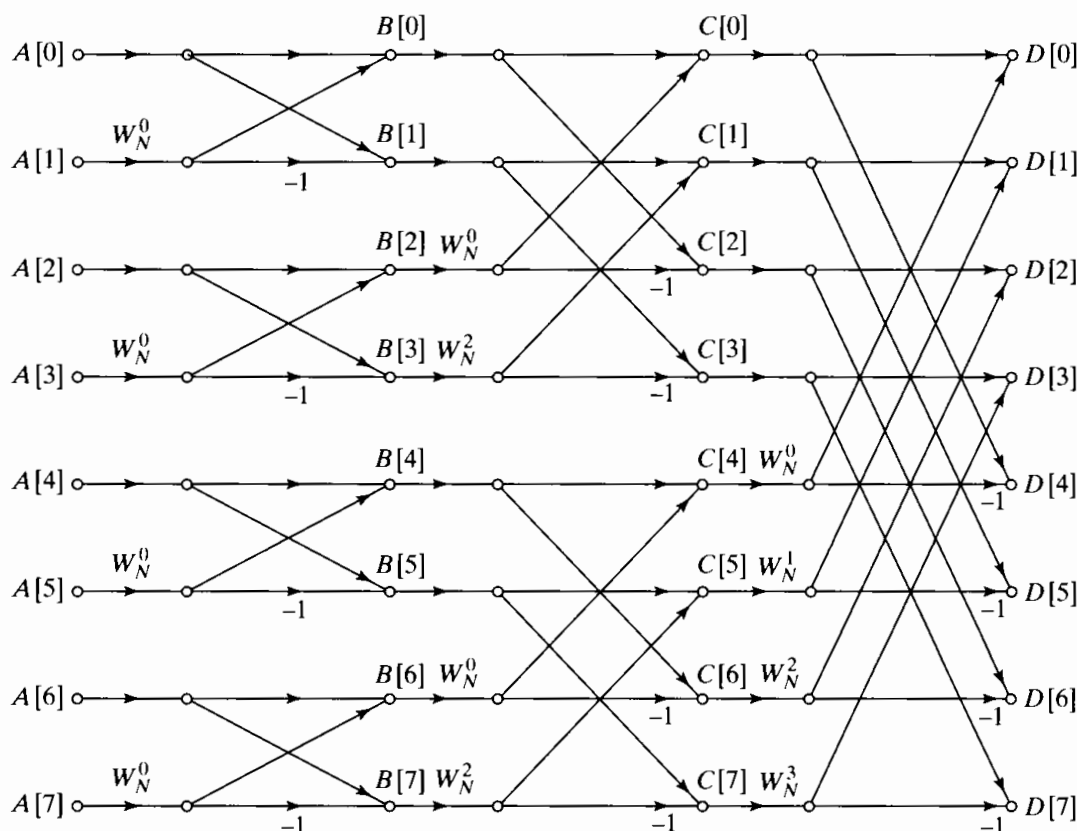 A[0] B[0] C[0] D[0]
W_N^0
A[1] B[1] C[1] D[1]
-1
A[2] B[2] W_N^0 C[2] D[2]
-1
W_N^0
A[3] B[3] W_N^2 C[3] D[3]
-1 -1
A[4] B[4] C[4] W_N^0 D[4]
-1
W_N^0
A[5] B[5] C[5] W_N^1 D[5]
-1 -1
A[6] B[6] W_N^0 C[6] W_N^2 D[6]
-1 -1
W_N^0
A[7] B[7] W_N^2 C[7] W_N^3 D[7]
-1 -1 -1